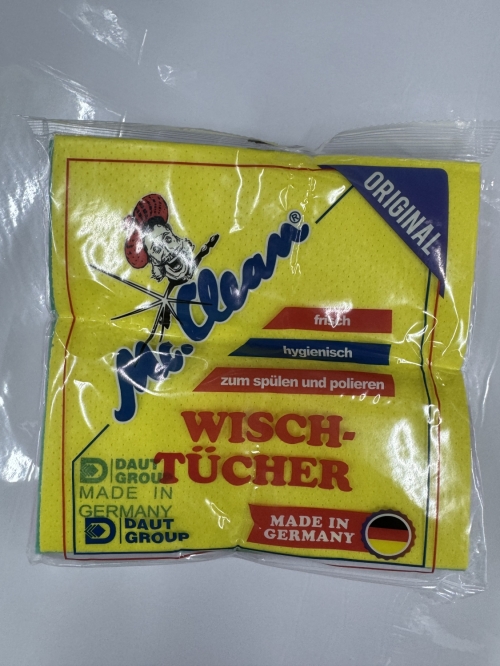 ORIGINAL
Mr. Clean®
frisch
hygienisch
zum spülen und polieren
WISCH-
TÜCHER
DAUT
GROUP
MADE IN
GERMANY
DAUT
GROUP
MADE IN
GERMANY